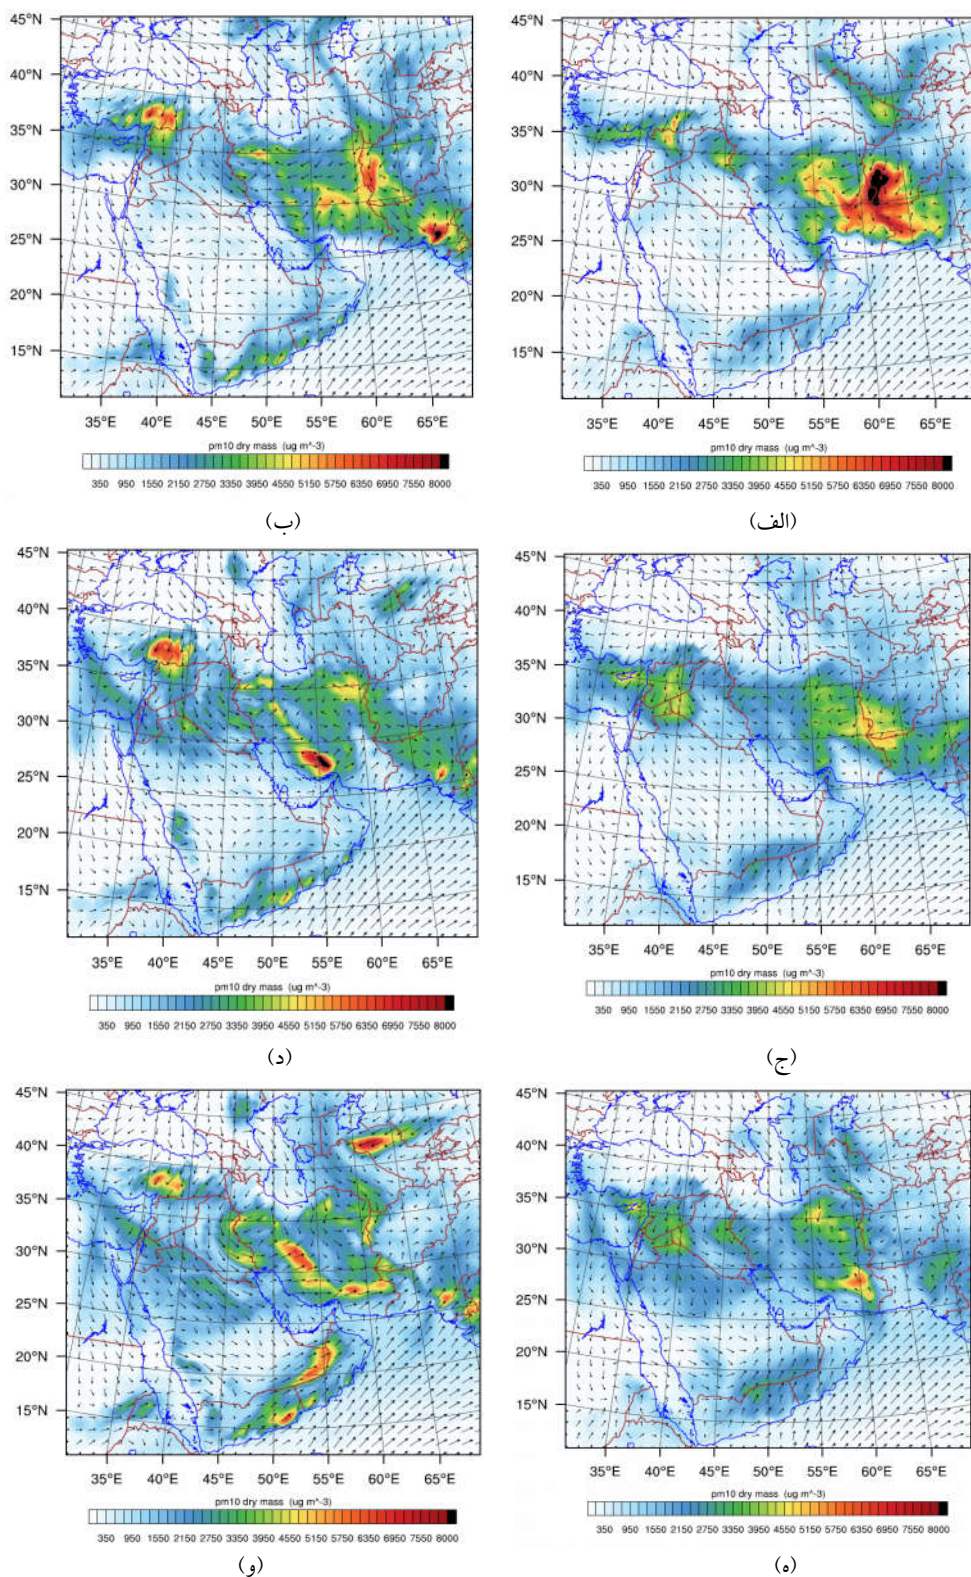 45°N
40°N
35°N
30°N
25°N
20°N
15°N
35°E 40°E 45°E 50°E 55°E 60°E 65°E
pm10 dry mass (ug m^-3)
350 950 1550 2150 2750 3350 3950 4550 5150 5750 6350 6950 7550 8000
(الف)
45°N
40°N
35°N
30°N
25°N
20°N
15°N
35°E 40°E 45°E 50°E 55°E 60°E 65°E
pm10 dry mass (ug m^-3)
350 950 1550 2150 2750 3350 3950 4550 5150 5750 6350 6950 7550 8000
(ب)
45°N
40°N
35°N
30°N
25°N
20°N
15°N
35°E 40°E 45°E 50°E 55°E 60°E 65°E
pm10 dry mass (ug m^-3)
350 950 1550 2150 2750 3350 3950 4550 5150 5750 6350 6950 7550 8000
(ج)
45°N
40°N
35°N
30°N
25°N
20°N
15°N
35°E 40°E 45°E 50°E 55°E 60°E 65°E
pm10 dry mass (ug m^-3)
350 950 1550 2150 2750 3350 3950 4550 5150 5750 6350 6950 7550 8000
(د)
45°N
40°N
35°N
30°N
25°N
20°N
15°N
35°E 40°E 45°E 50°E 55°E 60°E 65°E
pm10 dry mass (ug m^-3)
350 950 1550 2150 2750 3350 3950 4550 5150 5750 6350 6950 7550 8000
(ه)
45°N
40°N
35°N
30°N
25°N
20°N
15°N
35°E 40°E 45°E 50°E 55°E 60°E 65°E
pm10 dry mass (ug m^-3)
350 950 1550 2150 2750 3350 3950 4550 5150 5750 6350 6950 7550 8000
(و)